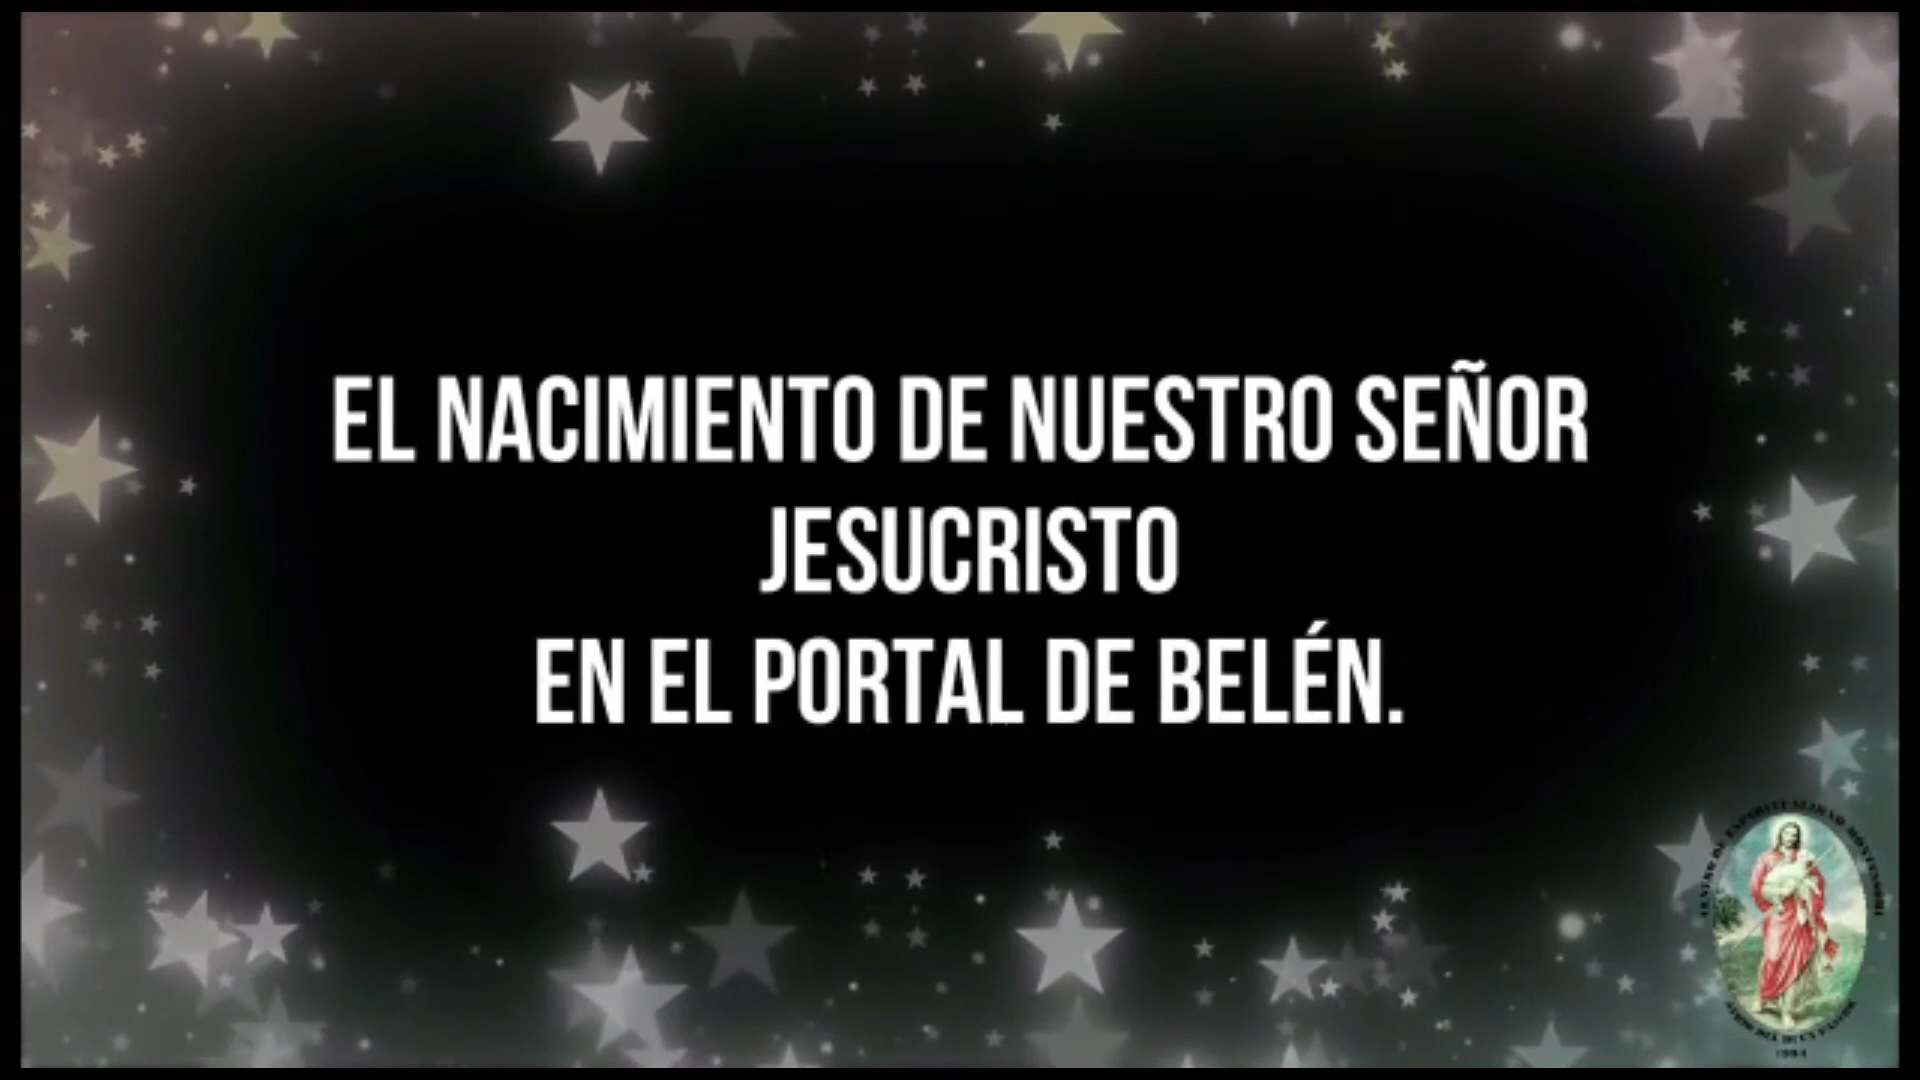 EL NACIMIENTO DE NUESTRO SEÑOR
JESUCRISTO
EN EL PORTAL DE BELÉN.